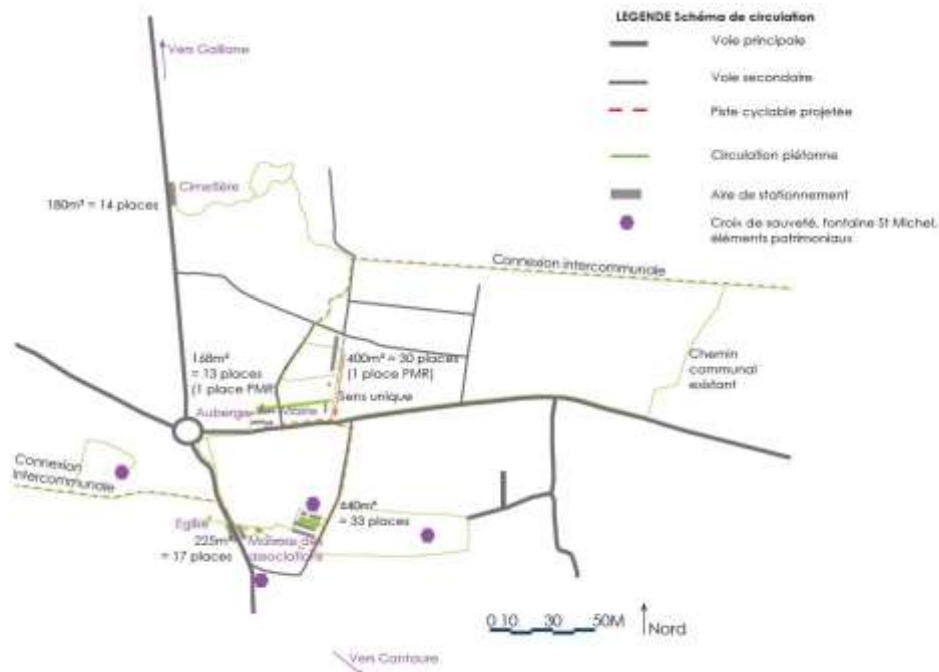 LEGENDE Schéma de circulation
Voie principale
Voie secondaire
Piste cyclable projetée
Circulation piétonne
Aire de stationnement
Croix de sauveté, fontaine St Michel,
éléments patrimoniaux
Vers Galiane
Cimetière
180m² = 14 places
Connexion intercommunale
168m²
= 13 places
(1 place PMR)
400m² = 30 places
(1 place PMR)
Sens unique
Auberge
Mairie
Chemin
communal
existant
Connexion
intercommunale
640m²
= 33 places
Eglise
225m²
= 17 places
Maison des
associations
0 10 30 50M
Nord
Vers Cantaure